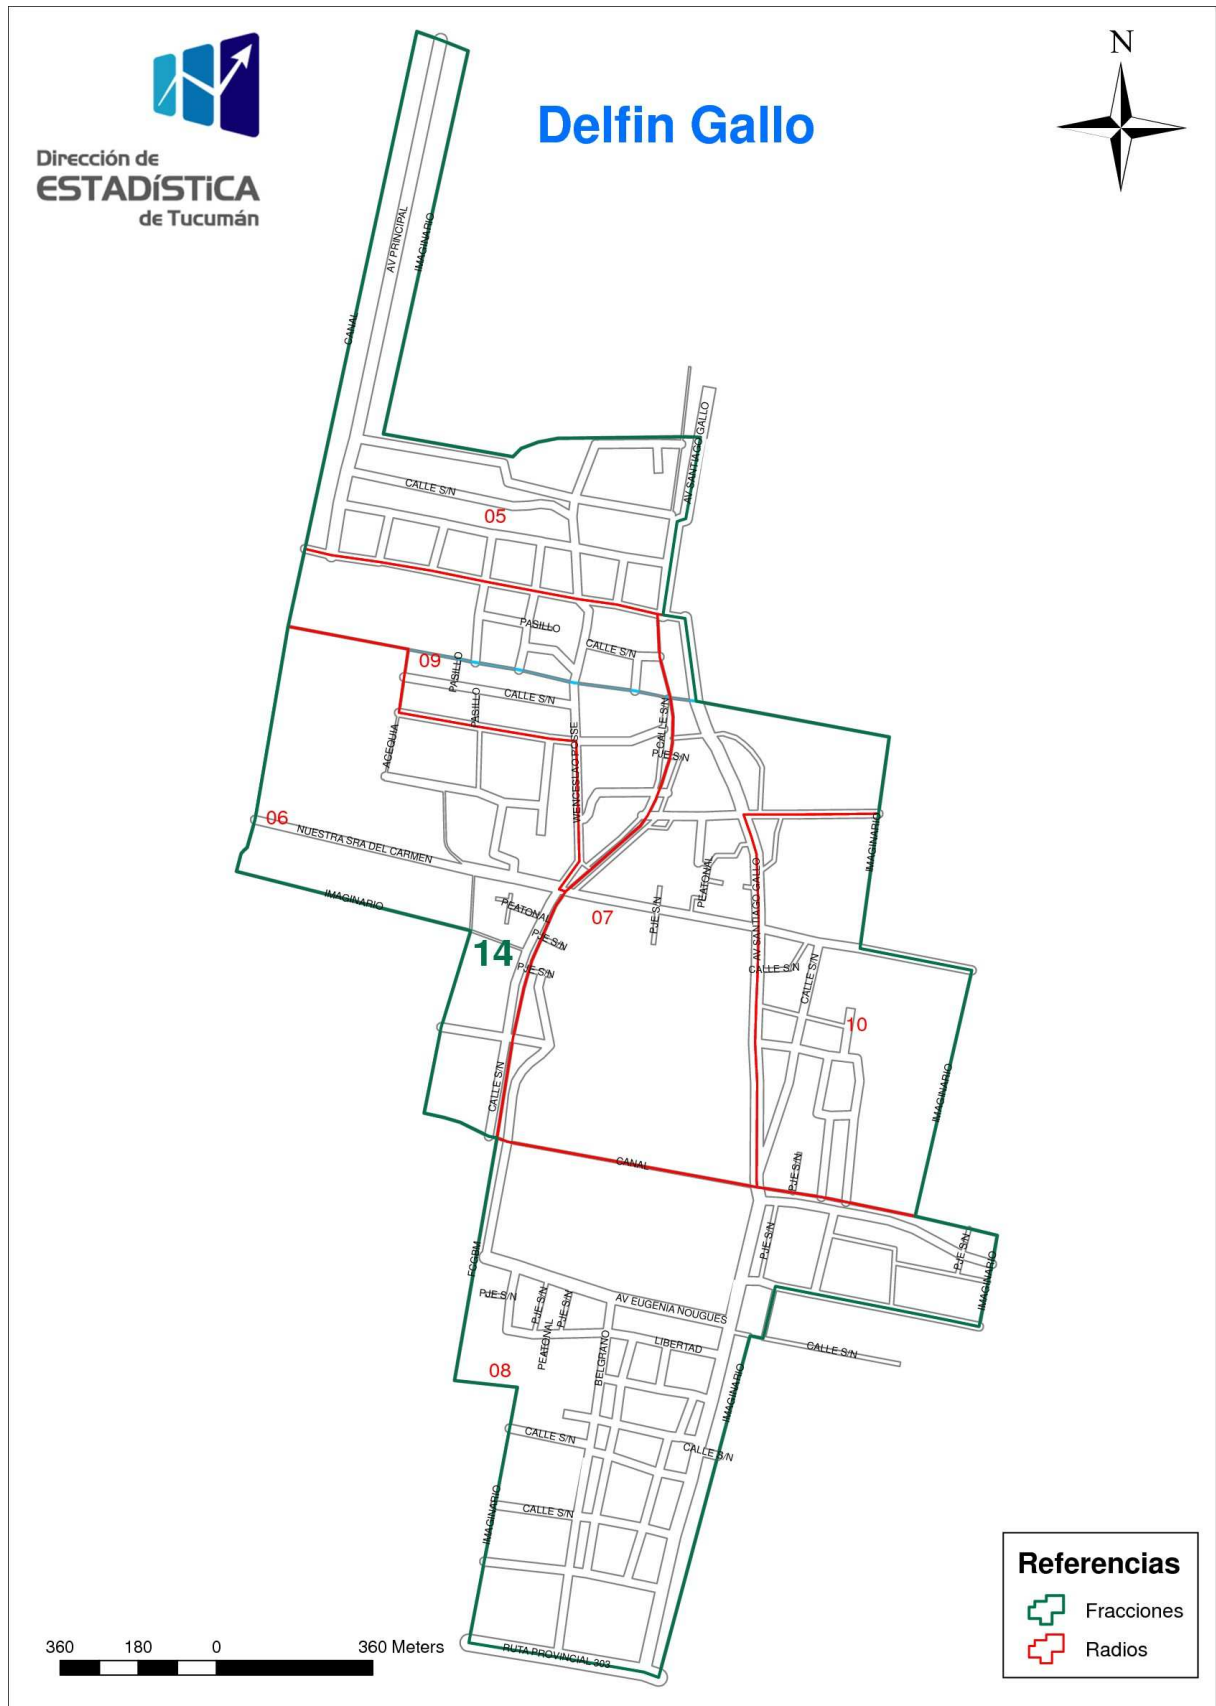 Dirección de
ESTADíSTiCA
de Tucumán
Delfin Gallo
N
AV PRINCIPAL
IMAGINARIO
CANAL
AV SANTIAGO GALLO
CALLE S/N
05
PASILLO
CALLE S/N
09
PASILLO
CALLE S/N
PASILLO
CALLE S/N
ACEQUIA
WENCESLAO POSSE
PJE S/N
06
NUESTRA SRA DEL CARMEN
IMAGINARIO
IMAGINARIO
PEATONAL
AV SANTIAGO GALLO
PEATONAL
PJE S/N
07
PJE S/N
14
PJE S/N
CALLE S/N
CALLE S/N
10
CALLE S/N
IMAGINARIO
CANAL
PJE S/N
PJE S/N
PJE S/N
FCGBM
IMAGINARIO
PJE S/N
PJE S/N
PJE S/N
AV EUGENIA NOUGUES
PEATONAL
BELGRANO
LIBERTAD
CALLE S/N
08
IMAGINARIO
CALLE S/N
CALLE S/N
IMAGINARIO
CALLE S/N
RUTA PROVINCIAL 303
360 180 0 360 Meters
Referencias
Fracciones
Radios